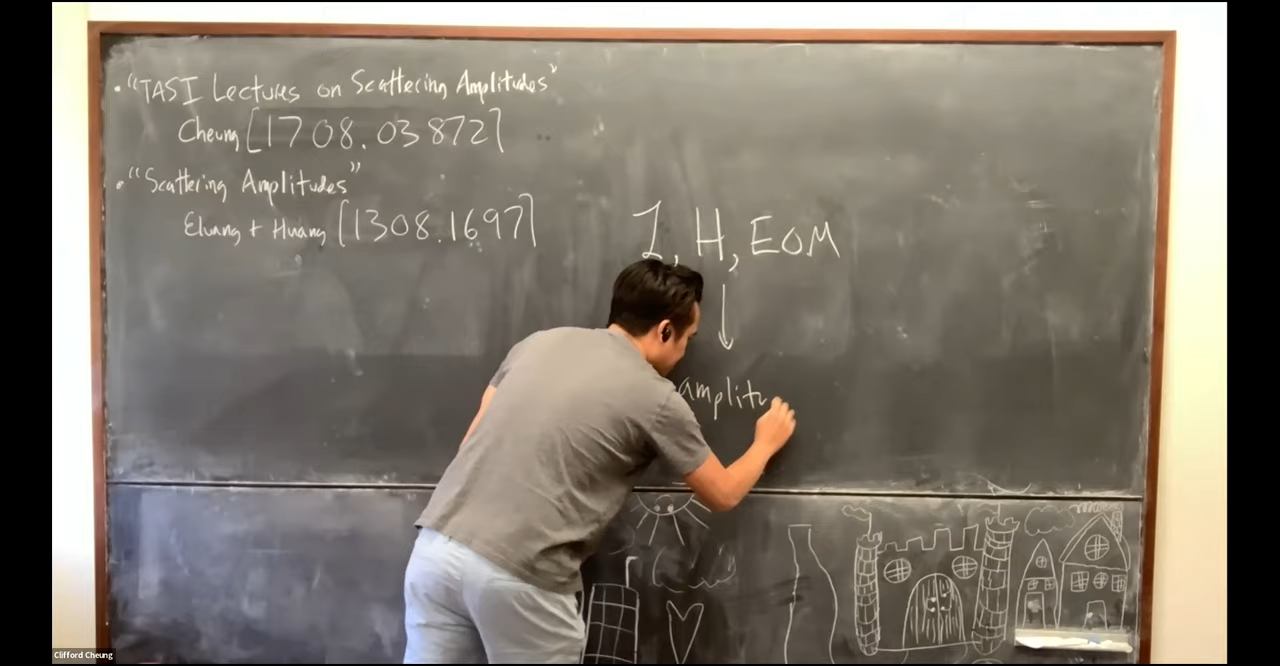 • "TASI Lectures on Scattering Amplitudes"
Cheung [1708.03872]
• "Scattering Amplitudes"
Elvang + Huang [1308.1697]
L, H, EOM
amplitu
Clifford Cheung